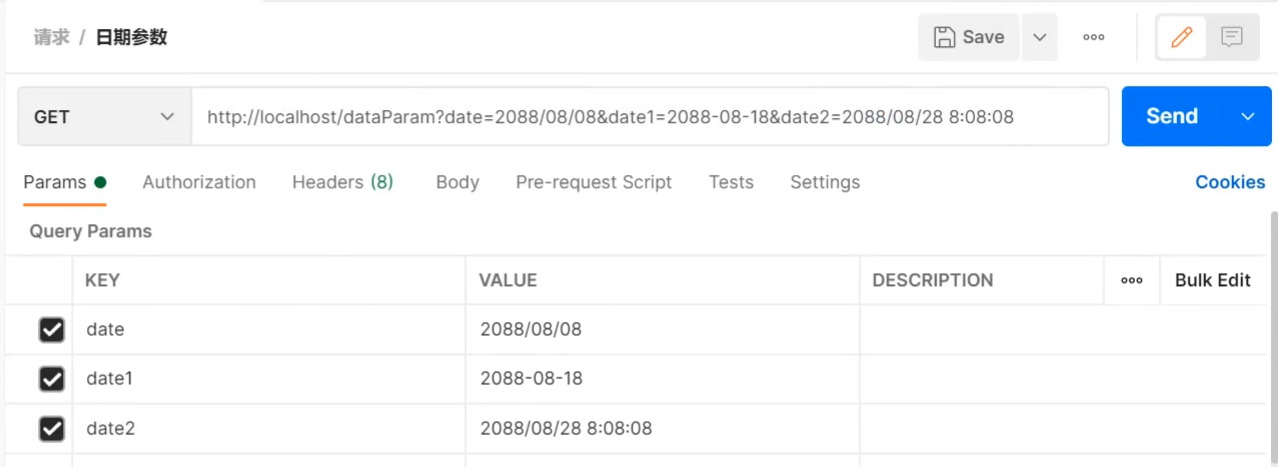 请求 / 日期参数 Save
GET http://localhost/dataParam?date=2088/08/08&date1=2088-08-18&date2=2088/08/28 8:08:08 Send
Params Authorization Headers (8) Body Pre-request Script Tests Settings Cookies
Query Params
KEY VALUE DESCRIPTION Bulk Edit
date 2088/08/08
date1 2088-08-18
date2 2088/08/28 8:08:08